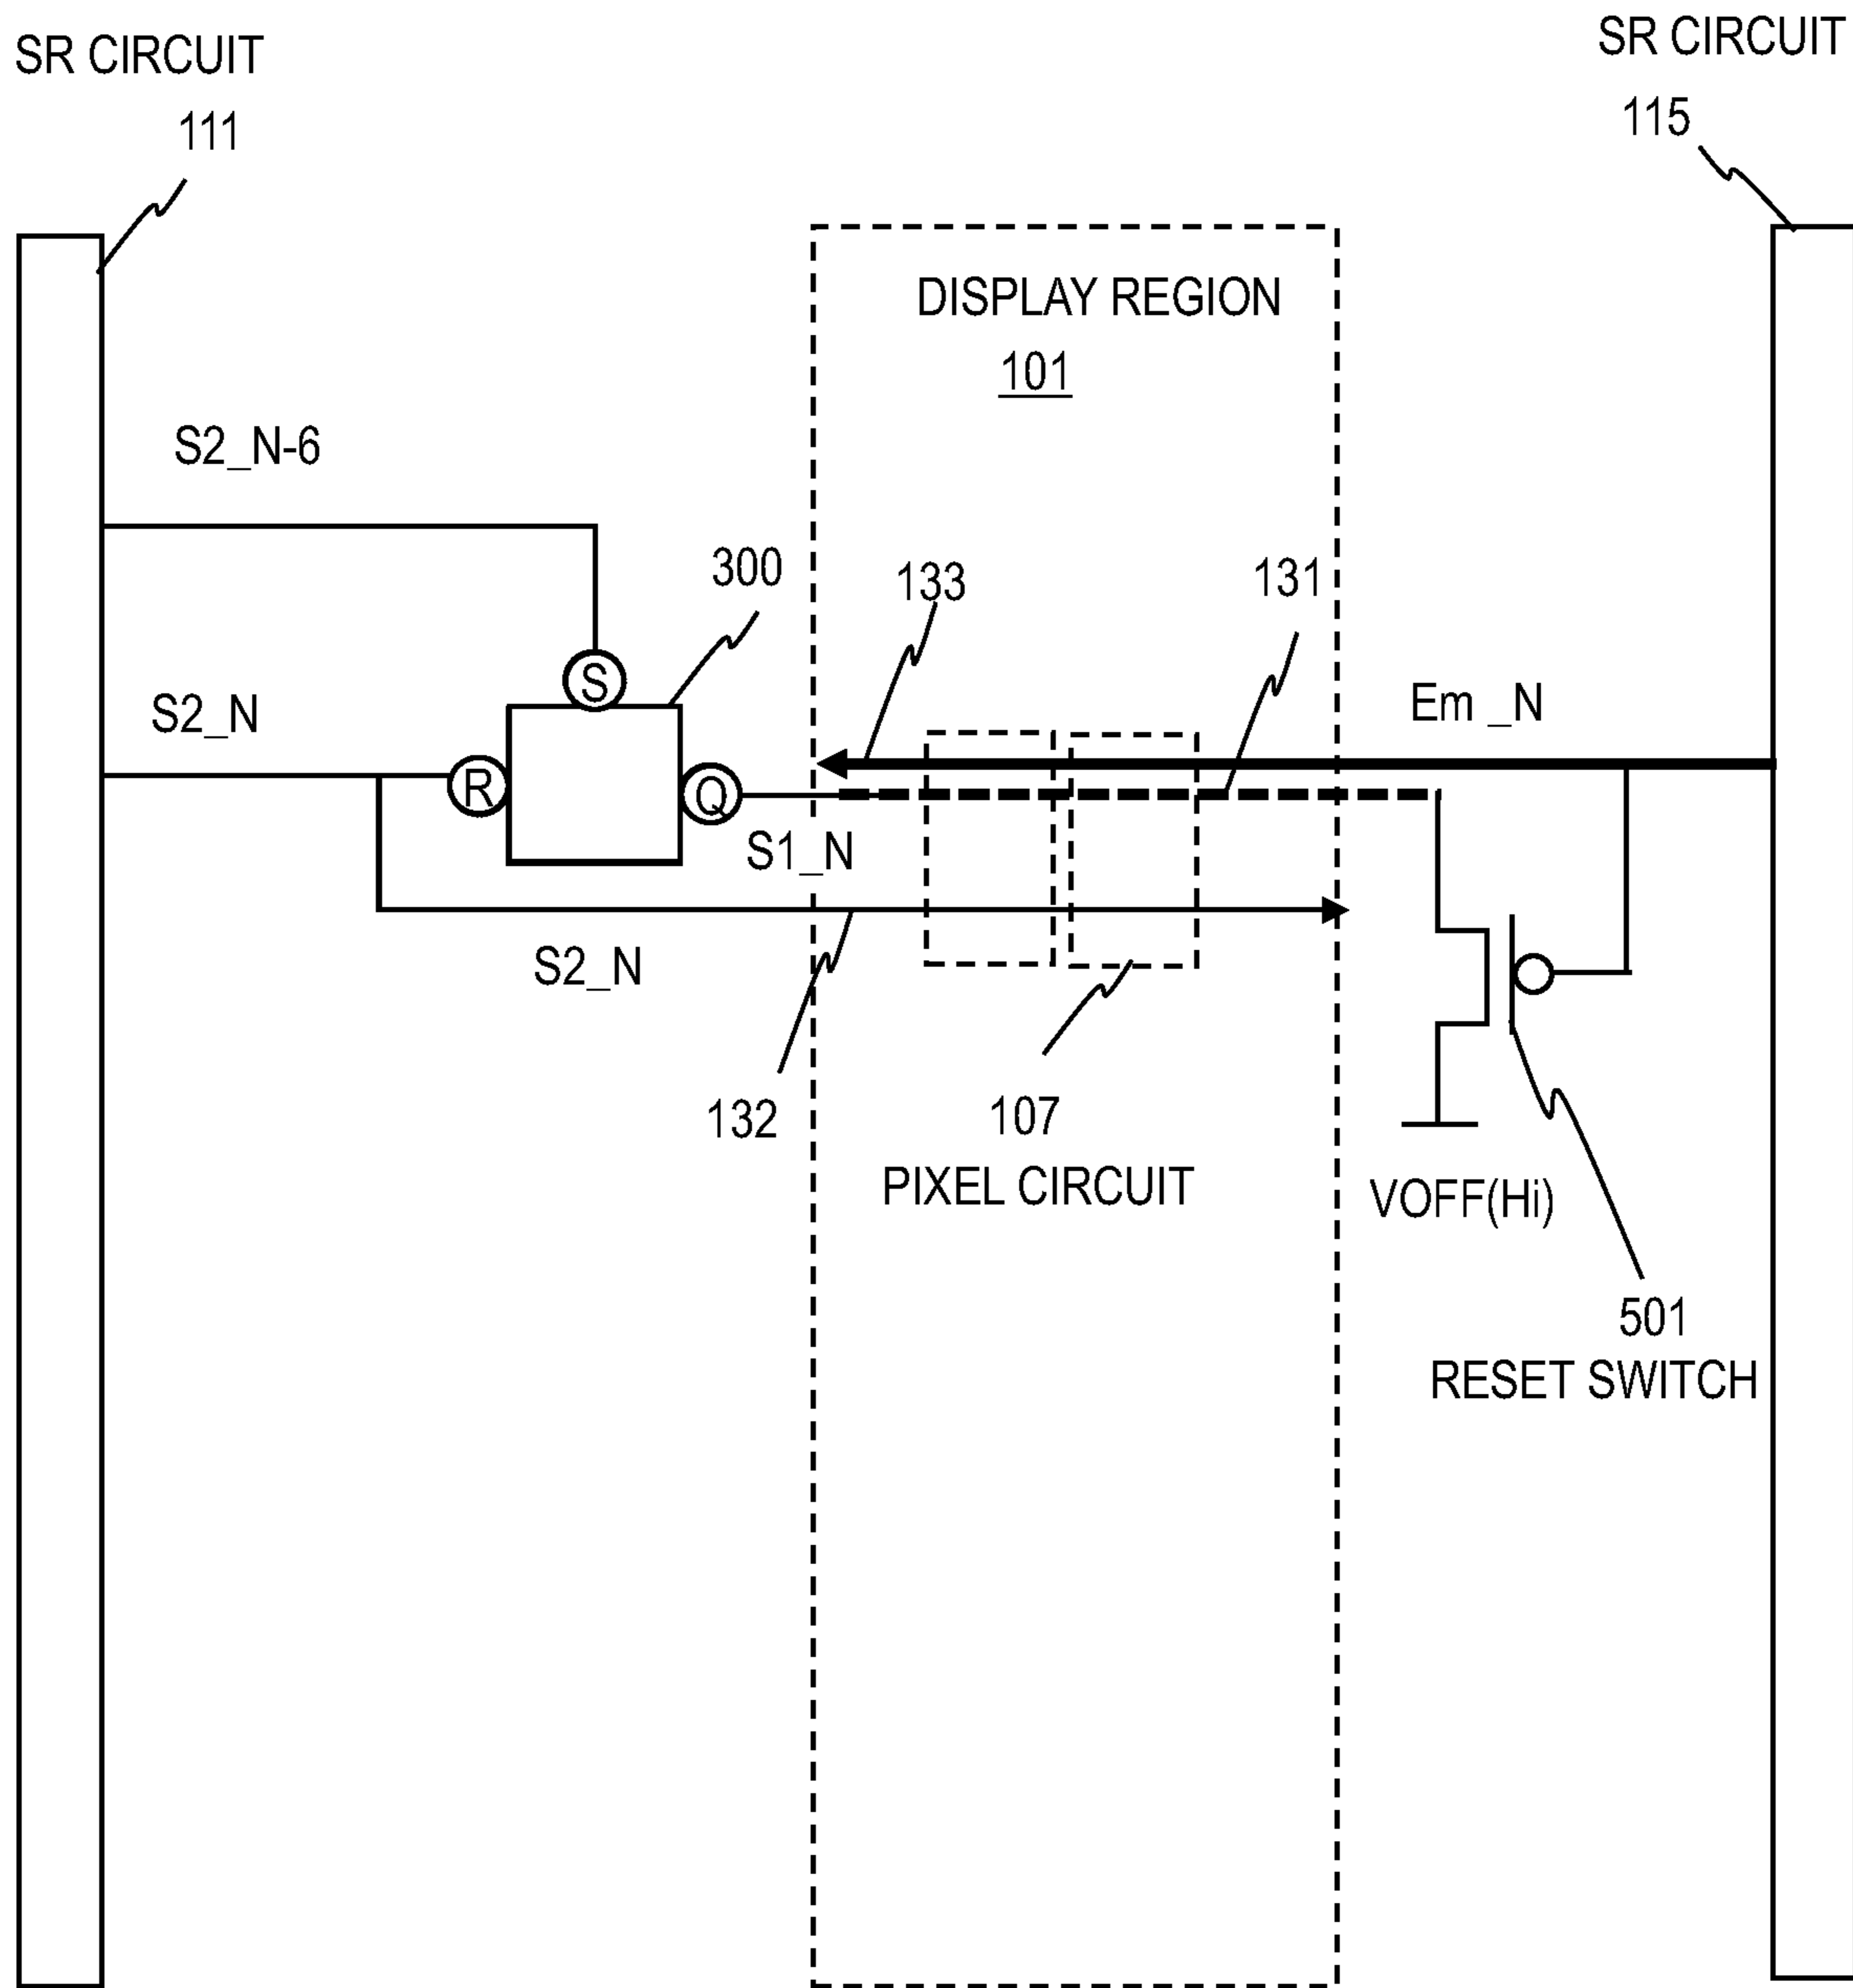 SR CIRCUIT
111
SR CIRCUIT
115
DISPLAY REGION
101
S2_N-6
300
133
131
S
S2_N
Em _N
R
Q
S1_N
S2_N
132
107
PIXEL CIRCUIT
VOFF(Hi)
501
RESET SWITCH